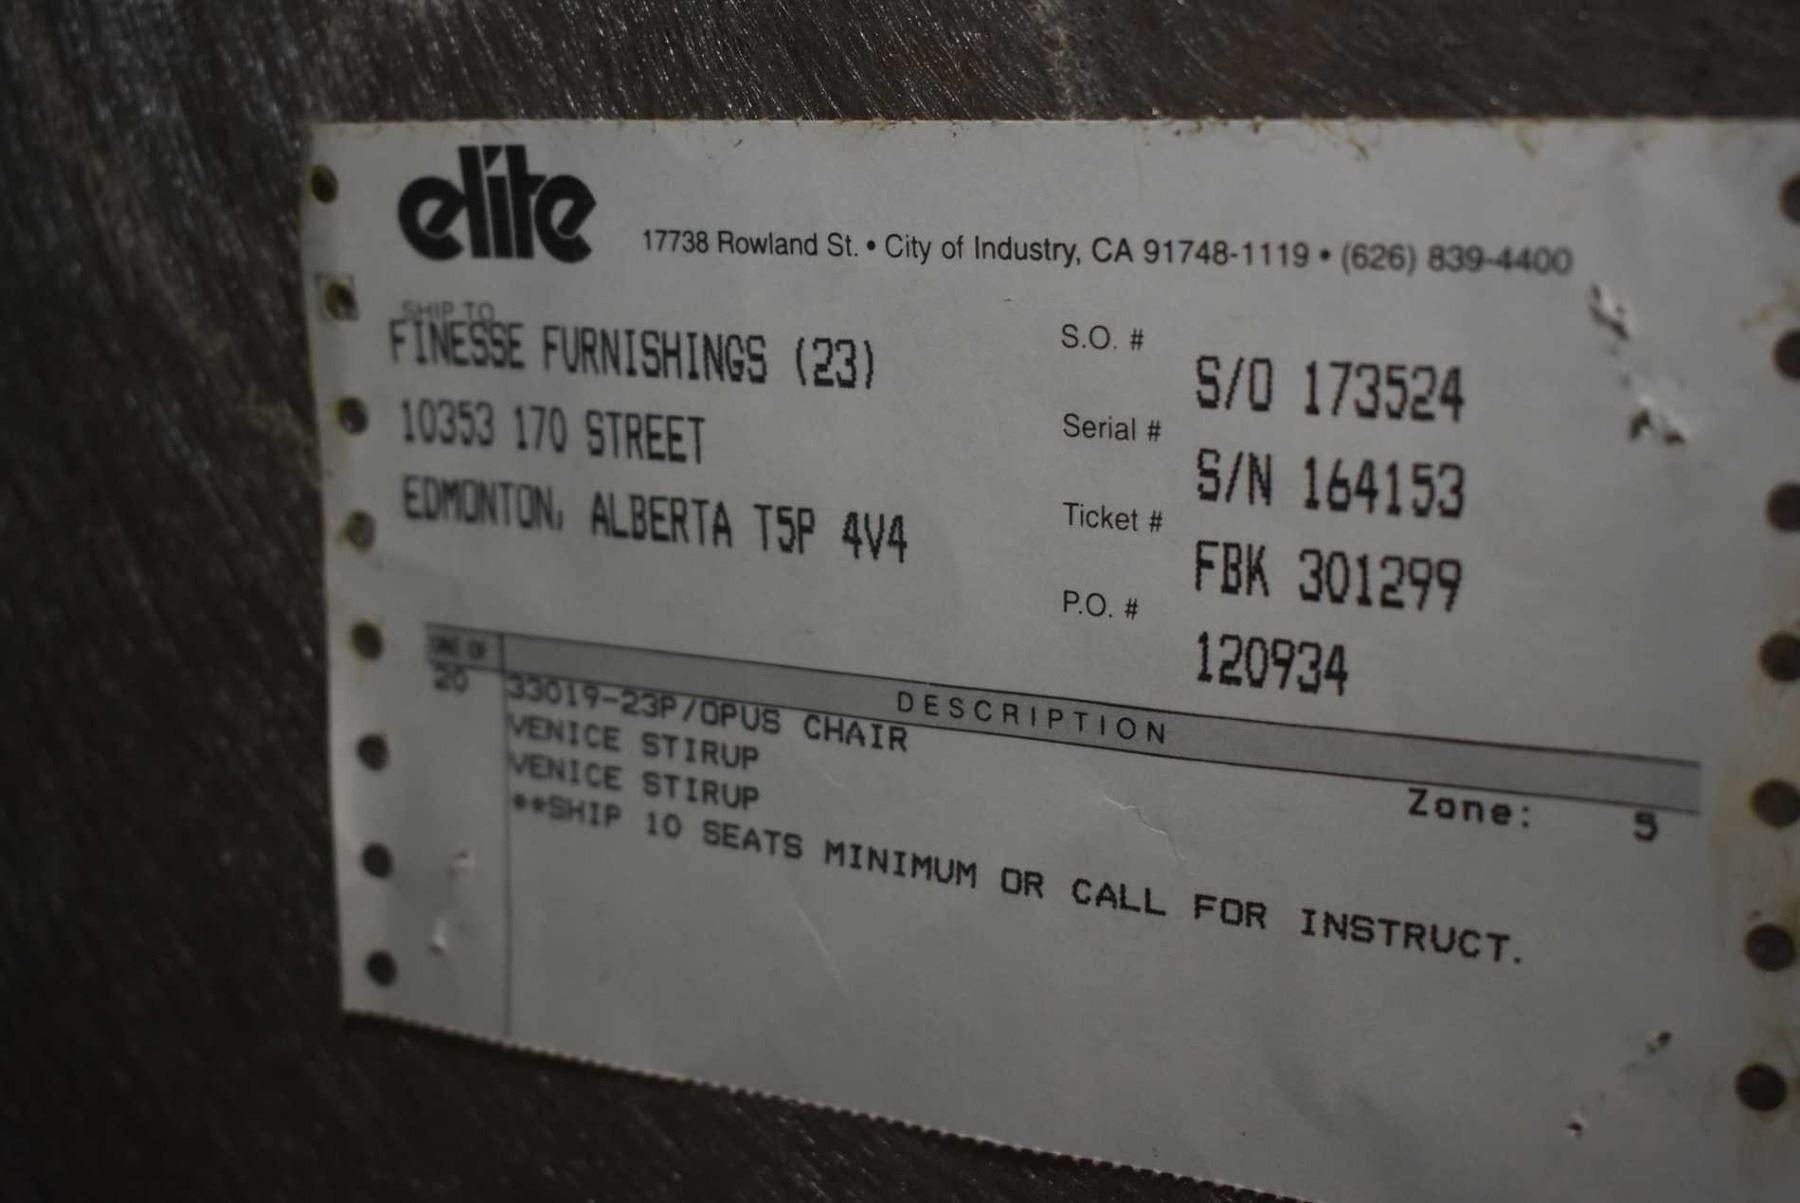 elite
17738 Rowland St. • City of Industry, CA 91748-1119 • (626) 839-4400
SHIP TO
FINESSE FURNISHINGS (23)
10353 170 STREET
EDMONTON, ALBERTA T5P 4V4
S.O. #
S/O 173524
Serial #
S/N 164153
Ticket #
FBK 301299
P.O. #
120934
ONE OF
DESCRIPTION
20 33019-23P/OPUS CHAIR
VENICE STIRUP
Zone: 5
VENICE STIRUP
**SHIP 10 SEATS MINIMUM OR CALL FOR INSTRUCT.